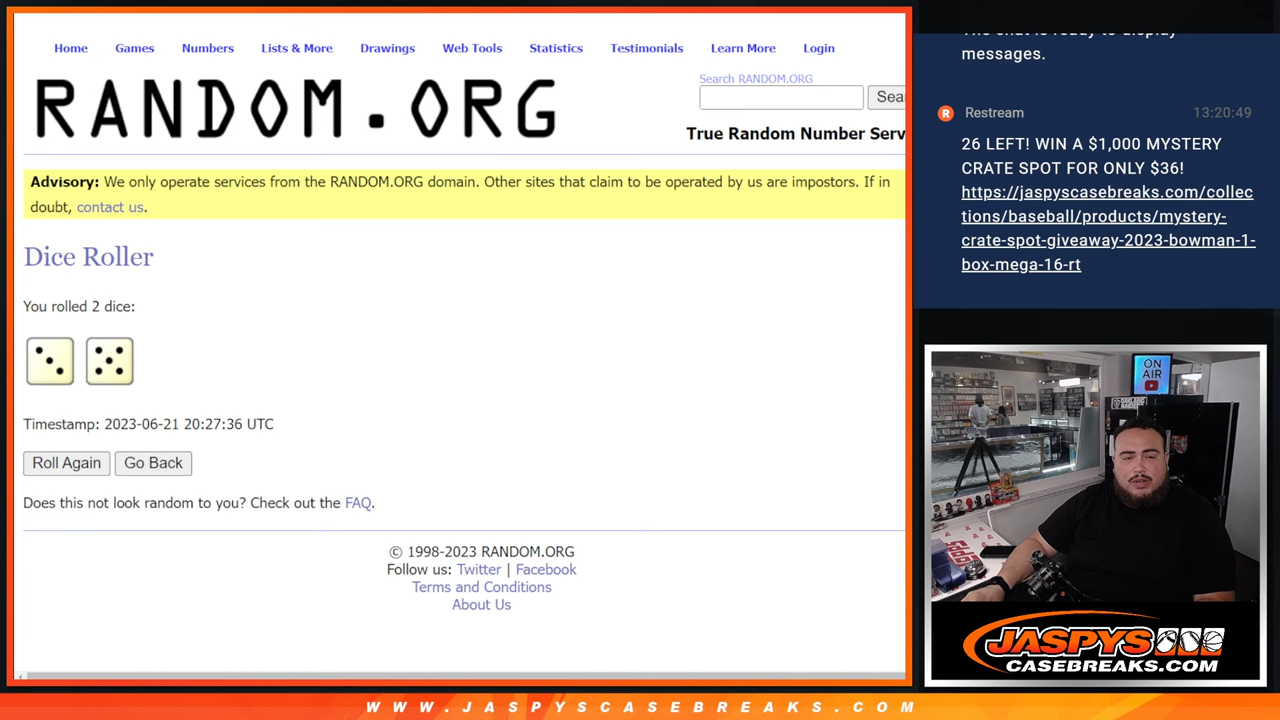 Home Games Numbers Lists & More Drawings Web Tools Statistics Testimonials Learn More Login
RANDOM.ORG
Search RANDOM.ORG
True Random Number Serv
Advisory: We only operate services from the RANDOM.ORG domain. Other sites that claim to be operated by us are impostors. If in
doubt, contact us.
Dice Roller
You rolled 2 dice:
Timestamp: 2023-06-21 20:27:36 UTC
Roll Again Go Back
Does this not look random to you? Check out the FAQ.
© 1998-2023 RANDOM.ORG
Follow us: Twitter | Facebook
Terms and Conditions
About Us
messages.
R Restream 13:20:49
26 LEFT! WIN A $1,000 MYSTERY
CRATE SPOT FOR ONLY $36!
https://jaspyscasebreaks.com/collec
tions/baseball/products/mystery-
crate-spot-giveaway-2023-bowman-1-
box-mega-16-rt
ON
AIR
JASPYS
CASEBREAKS.COM
WWW.JASPYSCASEBREAKS.COM